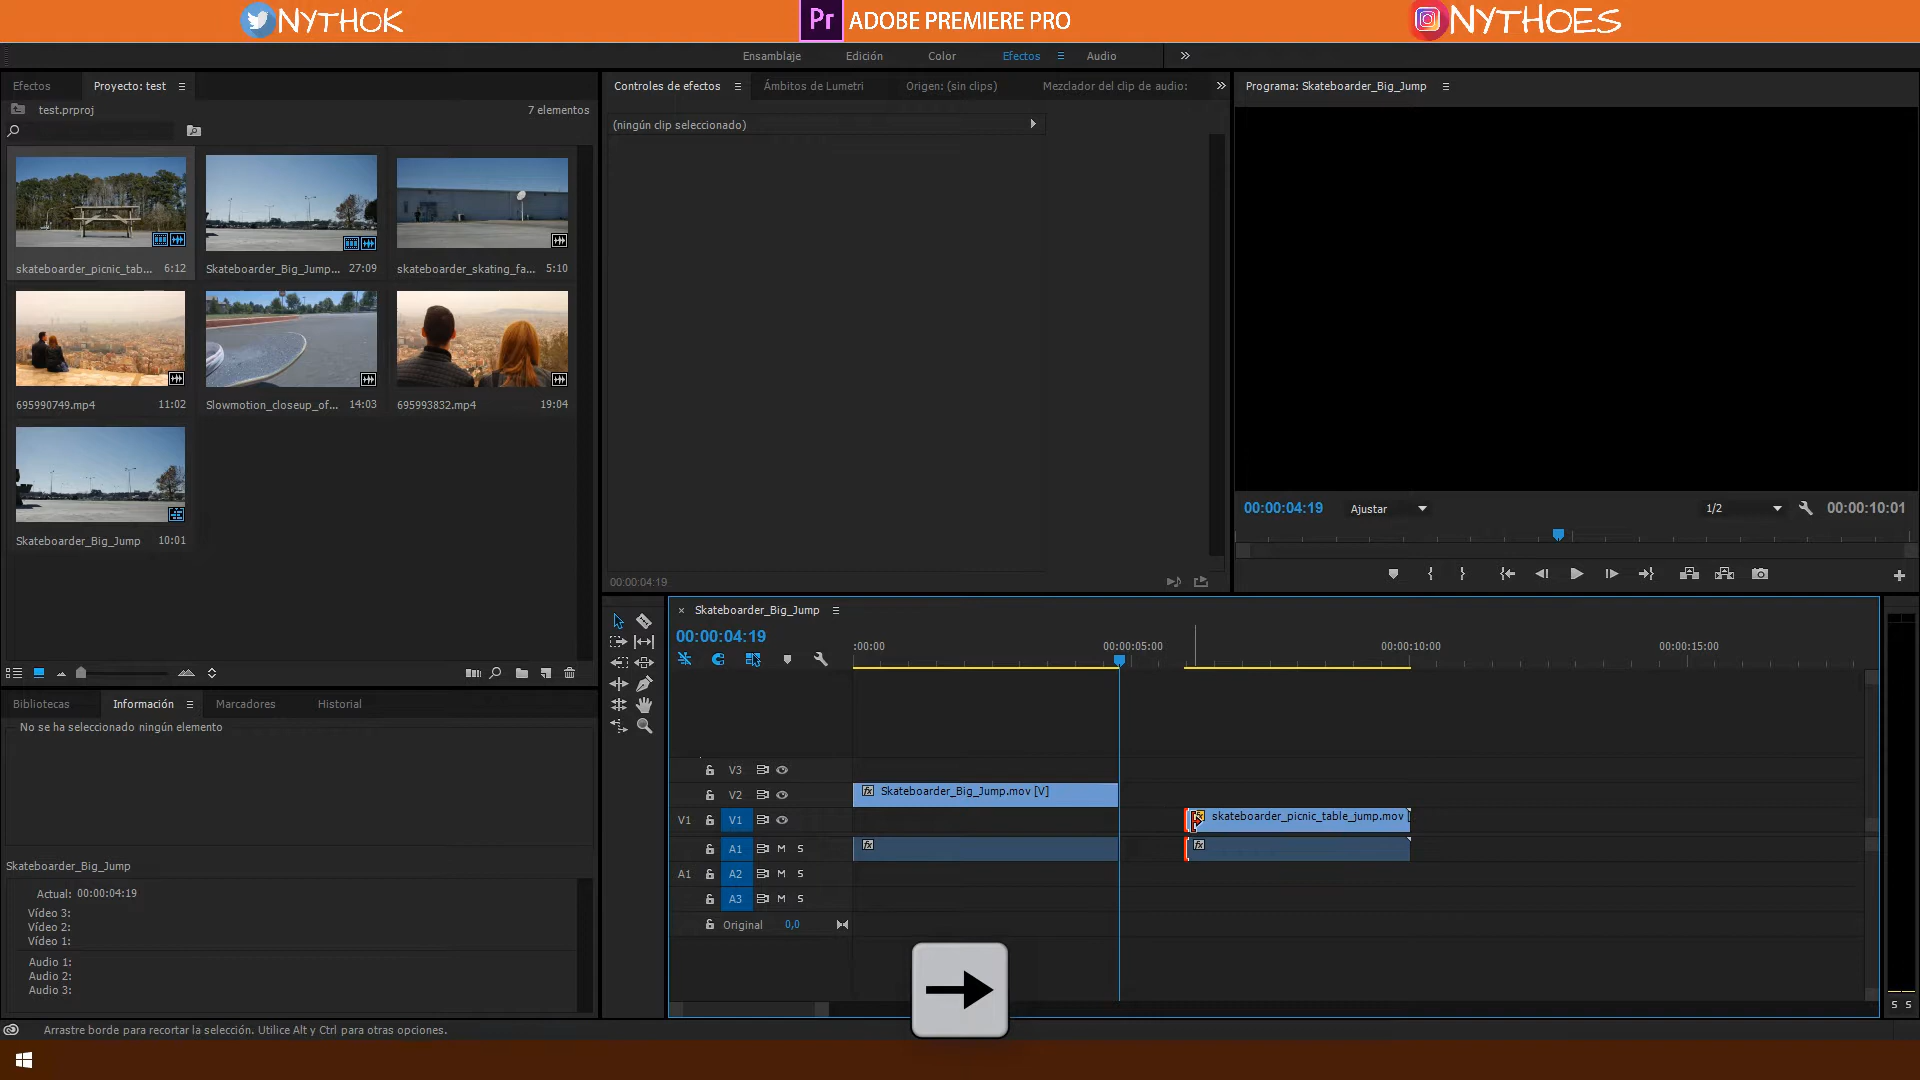 NYTHOK
Pr ADOBE PREMIERE PRO
NYTHOES
Ensamblaje Edición Color Efectos Audio
Efectos Proyecto: test
test.prproj 7 elementos
skateboarder_picnic_tab... 6:12
Skateboarder_Big_Jump... 27:09
skateboarder_skating_fa... 5:10
695990749.mp4 11:02
Slowmotion_closeup_of... 14:03
695993832.mp4 19:04
Skateboarder_Big_Jump 10:01
Controles de efectos Ámbitos de Lumetri Origen: (sin clips) Mezclador del clip de audio:
(ningún clip seleccionado)
00:00:04:19
Programa: Skateboarder_Big_Jump
00:00:04:19 Ajustar 1/2 00:00:10:01
Bibliotecas Información Marcadores Historial
No se ha seleccionado ningún elemento
Skateboarder_Big_Jump
Actual: 00:00:04:19
Vídeo 3:
Vídeo 2:
Vídeo 1:
Audio 1:
Audio 2:
Audio 3:
Skateboarder_Big_Jump
00:00:04:19
:00:00 00:00:05:00 00:00:10:00 00:00:15:00
V3
V2 fx Skateboarder_Big_Jump.mov [V]
V1 V1 skateboarder_picnic_table_jump.mov [
A1 M S fx fx
A1 A2 M S
A3 M S
Original 0,0
S S
Arrastre borde para recortar la selección. Utilice Alt y Ctrl para otras opciones.